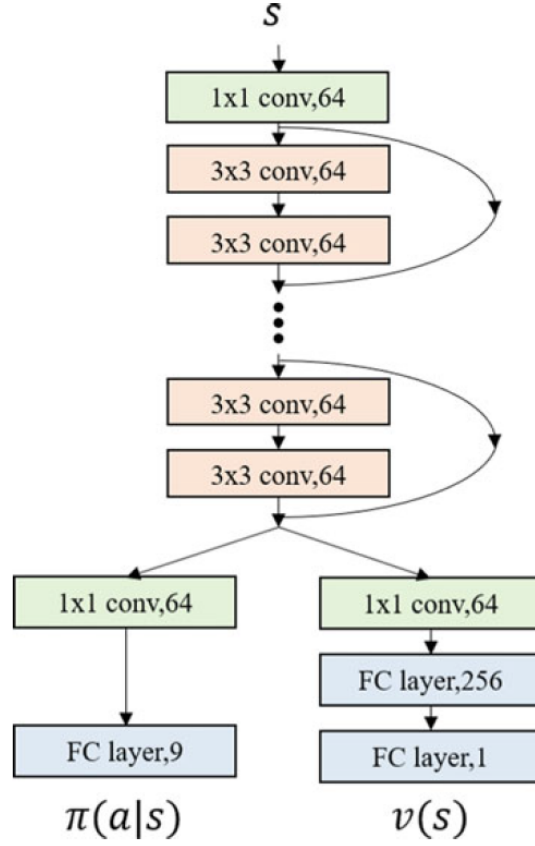 s
1x1 conv,64
3x3 conv,64
3x3 conv,64
3x3 conv,64
3x3 conv,64
1x1 conv,64
FC layer,9
π(a|s)
1x1 conv,64
FC layer,256
FC layer,1
v(s)